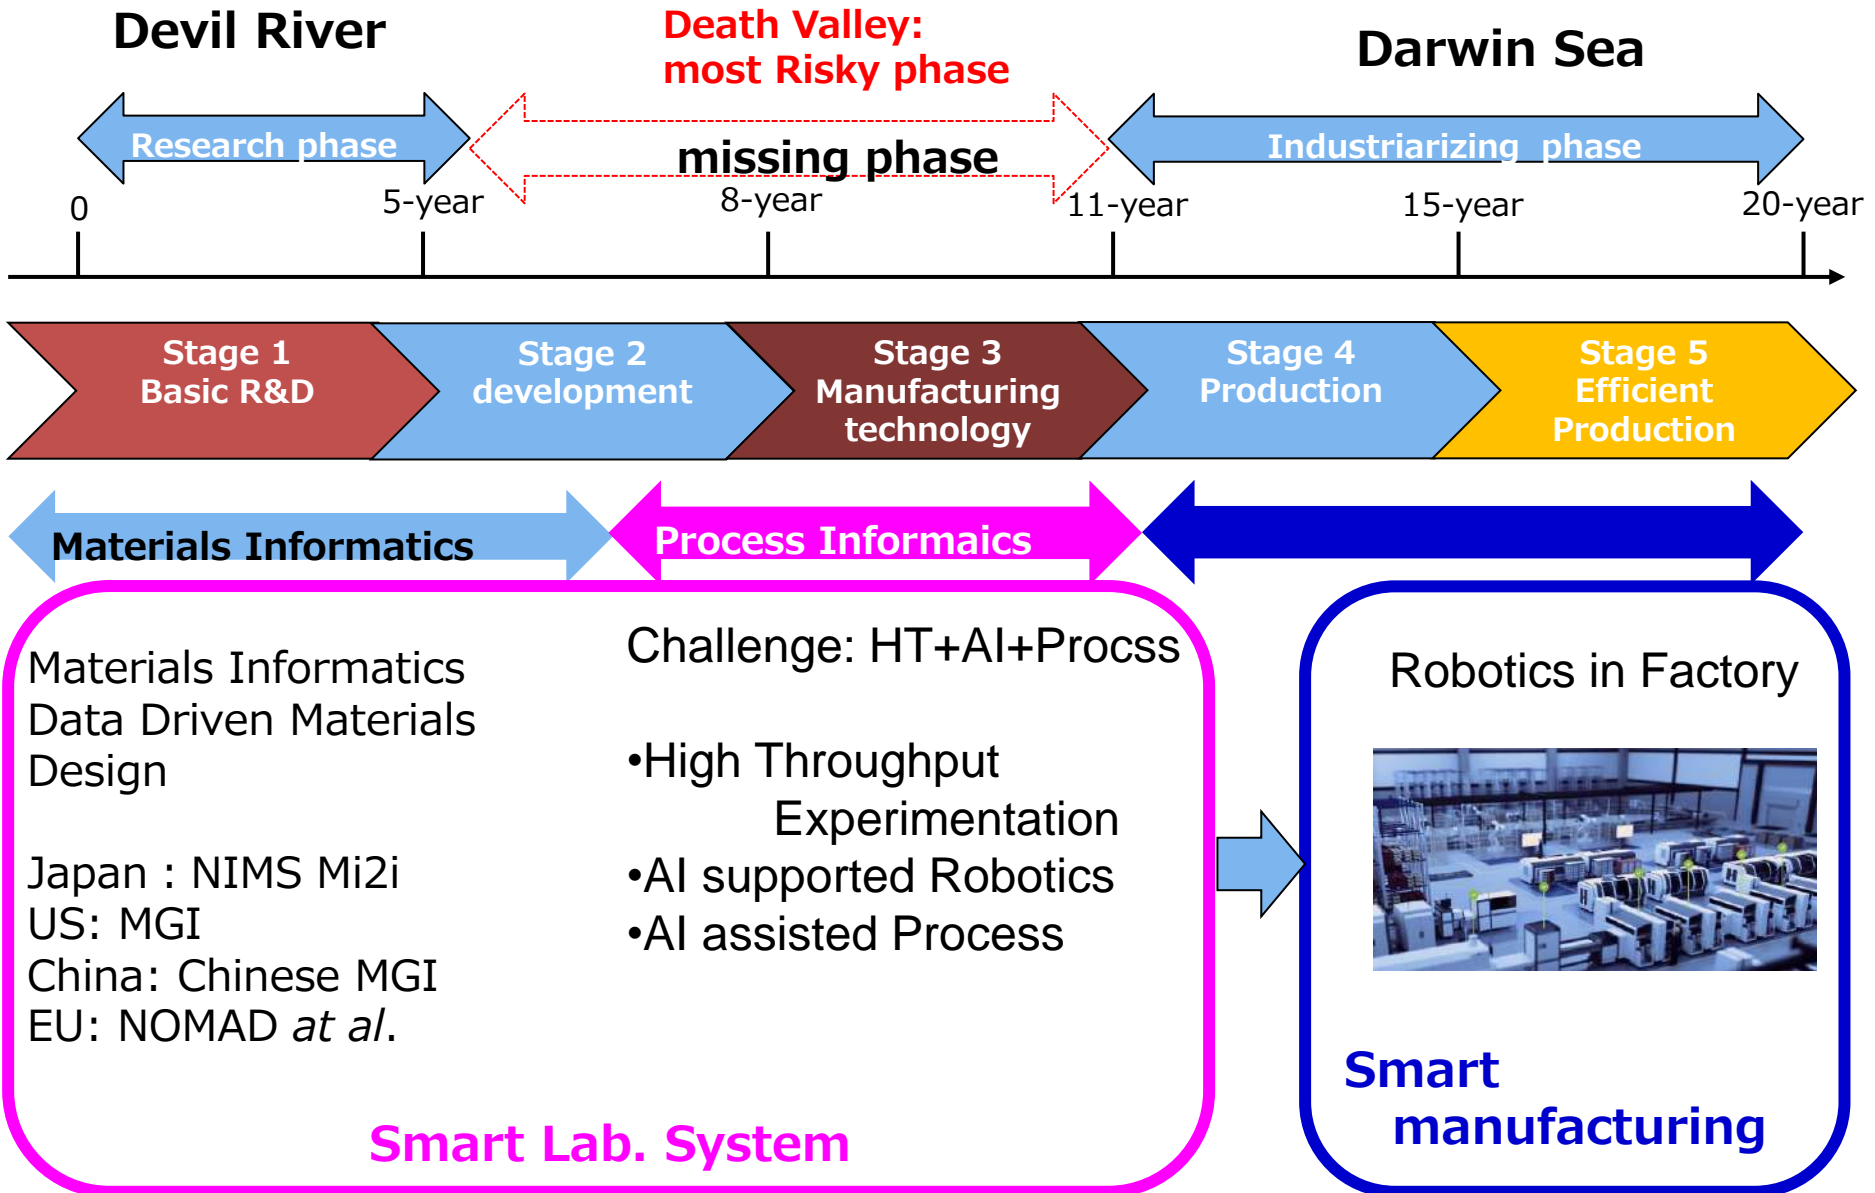 Devil River
Death Valley:
most Risky phase
Darwin Sea
Research phase
missing phase
Industriarizing phase
0
5-year
8-year
11-year
15-year
20-year
Stage 1
Basic R&D
Stage 2
development
Stage 3
Manufacturing
technology
Stage 4
Production
Stage 5
Efficient
Production
Materials Informatics
Process Informaics
Materials Informatics
Data Driven Materials
Design
Japan : NIMS Mi2i
US: MGI
China: Chinese MGI
EU: NOMAD at al.
Challenge: HT+AI+Procss
•High Throughput
Experimentation
•AI supported Robotics
•AI assisted Process
Smart Lab. System
Robotics in Factory
Smart
manufacturing